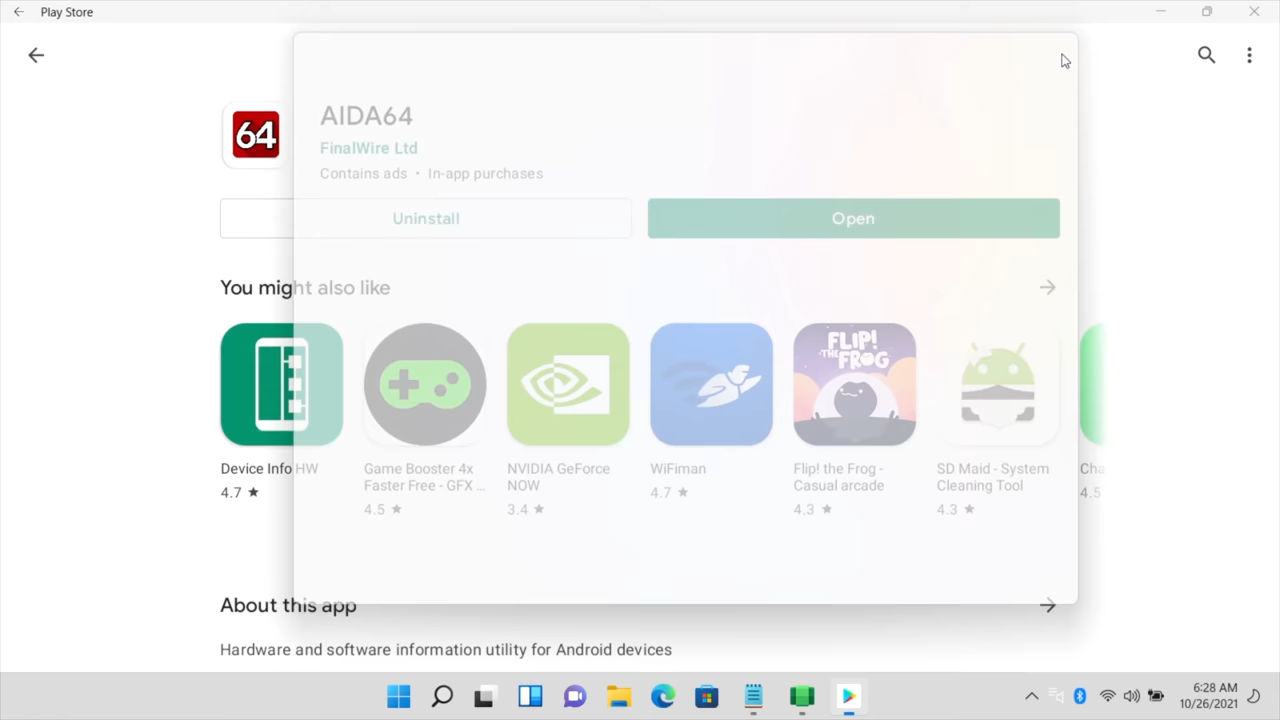 Play Store
64
AIDA64
FinalWire Ltd
Contains ads • In-app purchases
Uninstall
Open
You might also like
FLIP!
THE
FROG
Device Info HW
4.7 ★
Game Booster 4x
Faster Free - GFX ...
4.5 ★
NVIDIA GeForce
NOW
3.4 ★
WiFiman
4.7 ★
Flip! the Frog -
Casual arcade
4.3 ★
SD Maid - System
Cleaning Tool
4.3 ★
Cha
4.5
About this app
Hardware and software information utility for Android devices
6:28 AM
10/26/2021